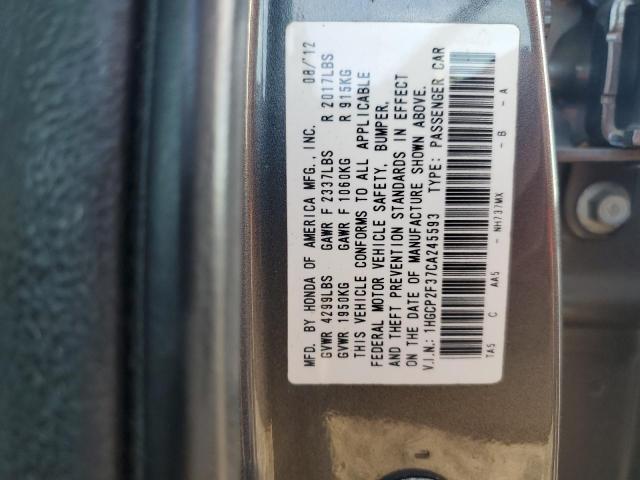 MFD. BY HONDA OF AMERICA MFG., INC. 08/12
GVWR 4299LBS GAWR F 2337LBS R 2017LBS
GVWR 1950KG GAWR F 1060KG R 915KG
THIS VEHICLE CONFORMS TO ALL APPLICABLE
FEDERAL MOTOR VEHICLE SAFETY, BUMPER,
AND THEFT PREVENTION STANDARDS IN EFFECT
ON THE DATE OF MANUFACTURE SHOWN ABOVE.
V.I.N.: 1HGCP2F37CA245593 TYPE: PASSENGER CAR
TA5 C AA5 - NH737MX - B - A